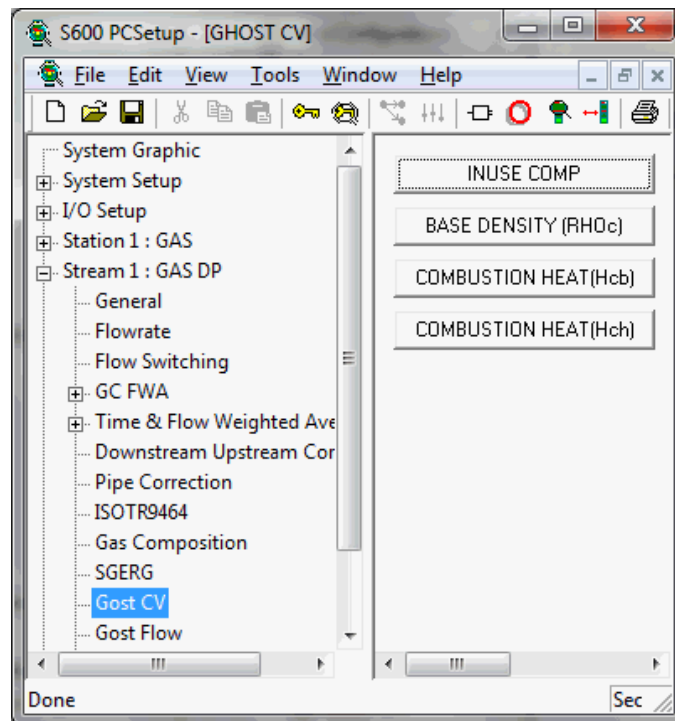 S600 PCSetup - [GHOST CV]
File Edit View Tools Window Help
System Graphic
System Setup
I/O Setup
Station 1 : GAS
Stream 1 : GAS DP
General
Flowrate
Flow Switching
GC FWA
Time & Flow Weighted Ave
Downstream Upstream Cor
Pipe Correction
ISOTR9464
Gas Composition
SGERG
Gost CV
Gost Flow
INUSE COMP
BASE DENSITY (RHOc)
COMBUSTION HEAT(Hcb)
COMBUSTION HEAT(Hch)
Done
Sec